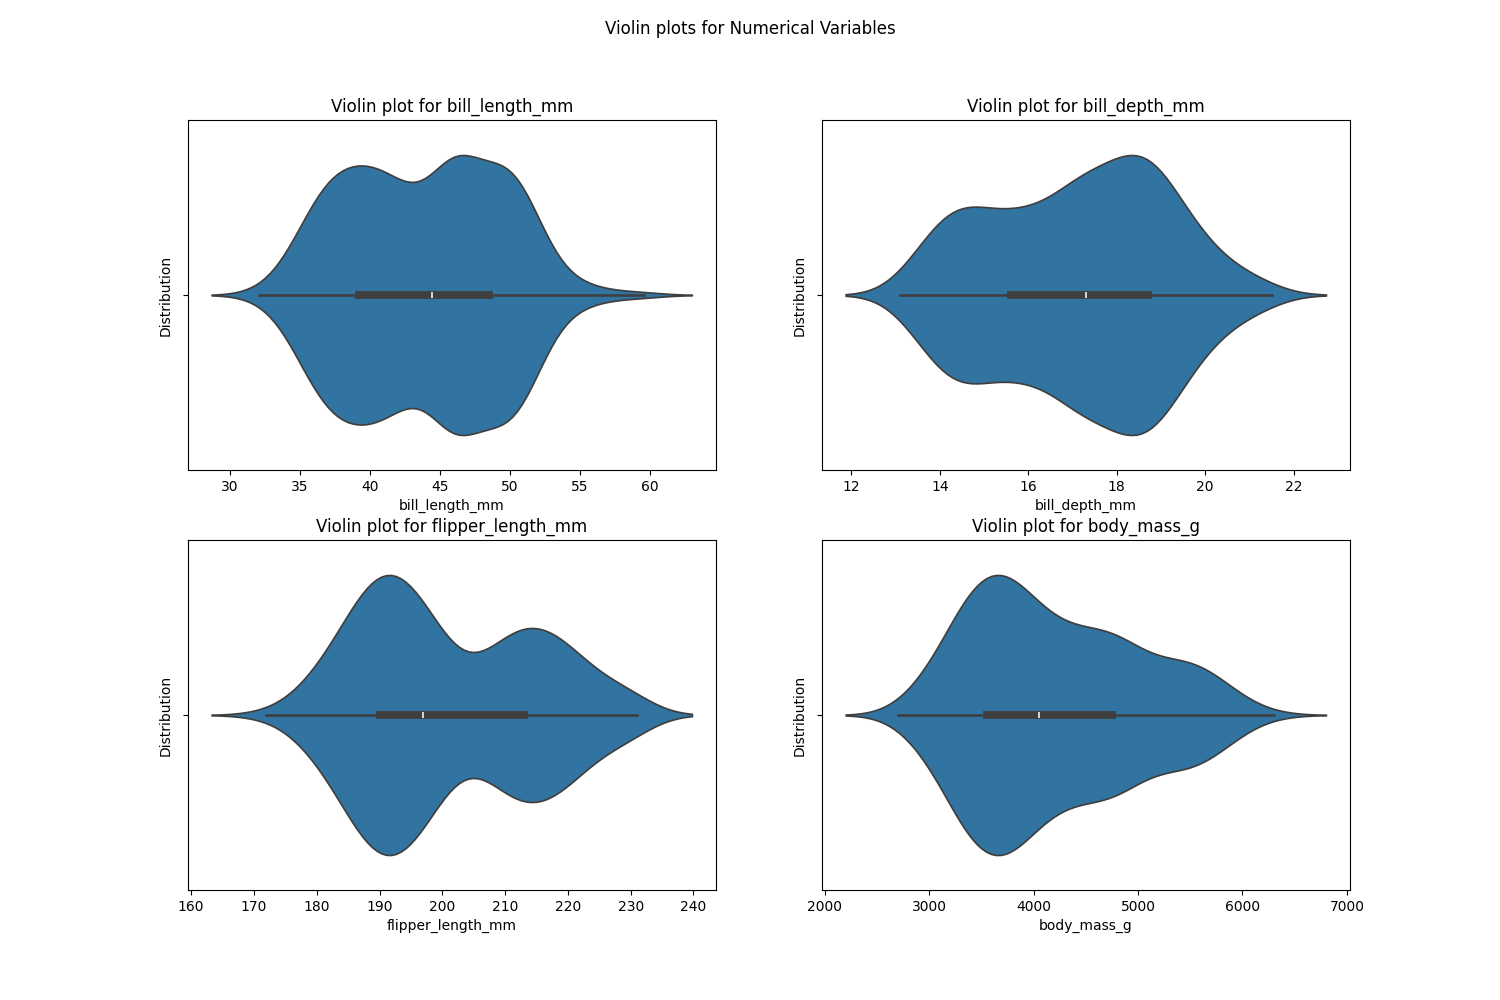 Violin plots for Numerical Variables
Violin plot for bill_length_mm
Distribution
30 35 40 45 50 55 60
bill_length_mm
Violin plot for bill_depth_mm
Distribution
12 14 16 18 20 22
bill_depth_mm
Violin plot for flipper_length_mm
Distribution
160 170 180 190 200 210 220 230 240
flipper_length_mm
Violin plot for body_mass_g
Distribution
2000 3000 4000 5000 6000 7000
body_mass_g